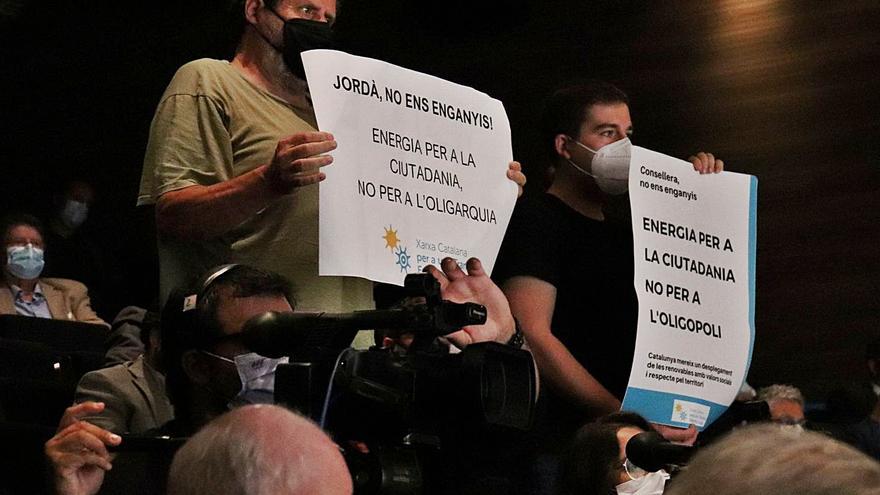 JORDÀ, NO ENS ENGANYIS!
ENERGIA PER A LA
CIUTADANIA,
NO PER A L'OLIGARQUIA
Xarxa Catalana
per a
Consellera,
no ens enganyis.
ENERGIA PER A
LA CIUTADANIA
NO PER A
L'OLIGOPOLI
Catalunya mereix un desplegament
de les renovables amb valors socials
i respecte pel territori